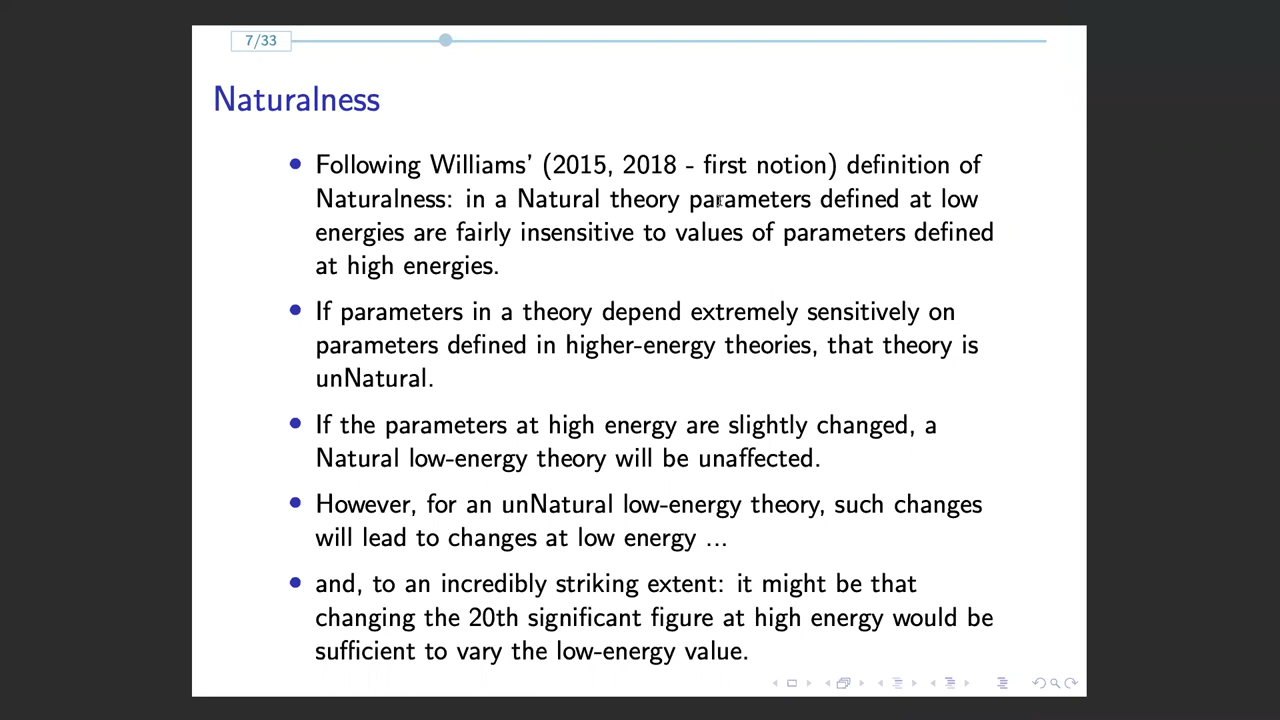 7/33
Naturalness
Following Williams' (2015, 2018 - first notion) definition of
Naturalness: in a Natural theory parameters defined at low
energies are fairly insensitive to values of parameters defined
at high energies.
If parameters in a theory depend extremely sensitively on
parameters defined in higher-energy theories, that theory is
unNatural.
If the parameters at high energy are slightly changed, a
Natural low-energy theory will be unaffected.
However, for an unNatural low-energy theory, such changes
will lead to changes at low energy ...
and, to an incredibly striking extent: it might be that
changing the 20th significant figure at high energy would be
sufficient to vary the low-energy value.